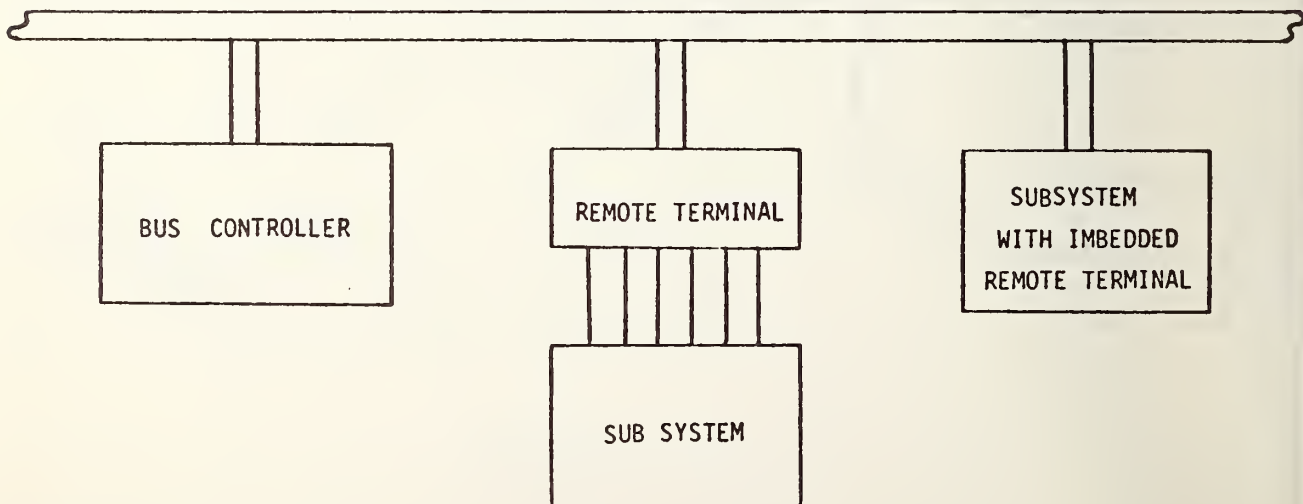 BUS CONTROLLER
REMOTE TERMINAL
SUB SYSTEM
SUBSYSTEM
WITH IMBEDDED
REMOTE TERMINAL